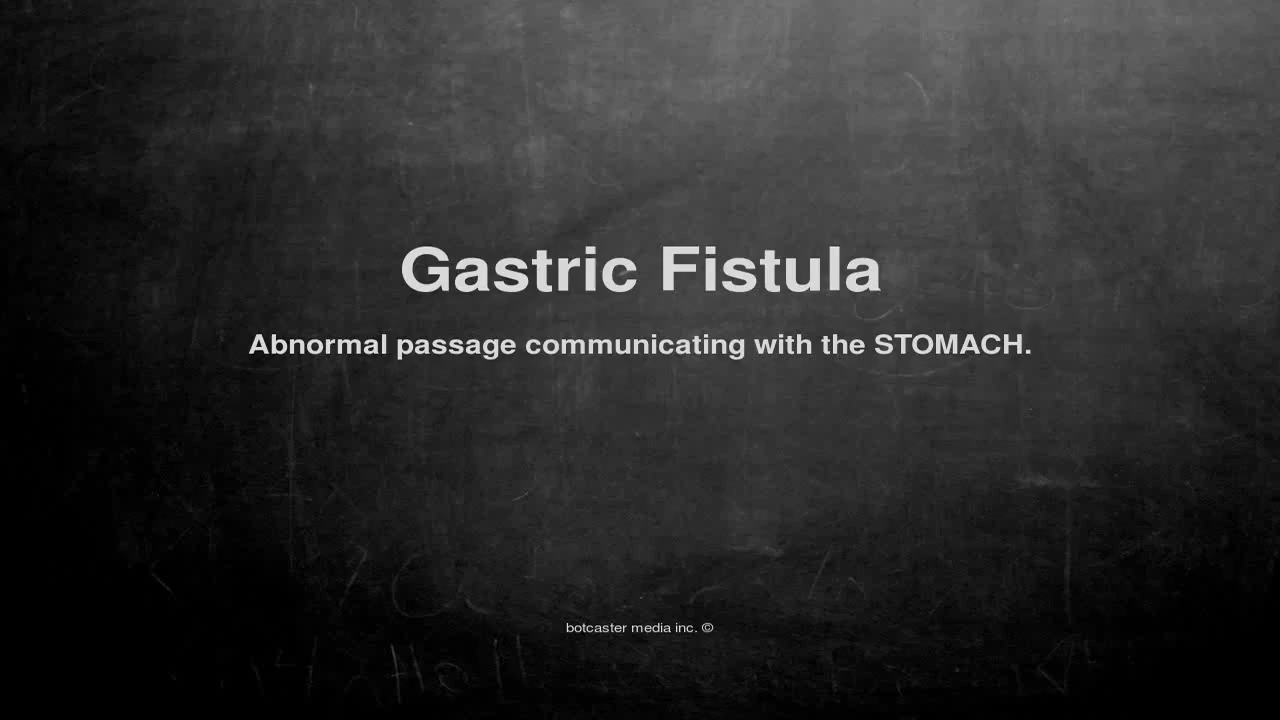 Gastric Fistula
Abnormal passage communicating with the STOMACH.
botcaster media inc. ©